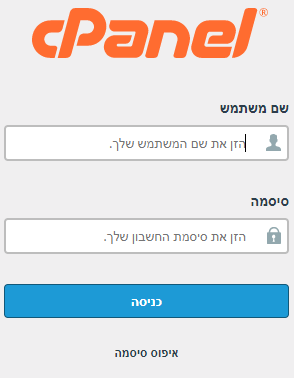 cPanel®
שם משתמש
הזן את שם המשתמש שלך.
סיסמה
הזן את סיסמת החשבון שלך.
כניסה
איפוס סיסמה